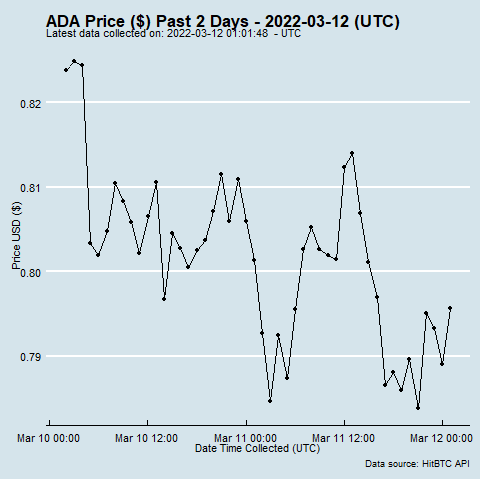 ADA Price ($) Past 2 Days - 2022-03-12 (UTC)
Latest data collected on: 2022-03-12 01:01:48 - UTC
0.82
0.81
0.80
0.79
Price USD ($)
Mar 10 00:00 Mar 10 12:00 Mar 11 00:00 Mar 11 12:00 Mar 12 00:00
Date Time Collected (UTC)
Data source: HitBTC API